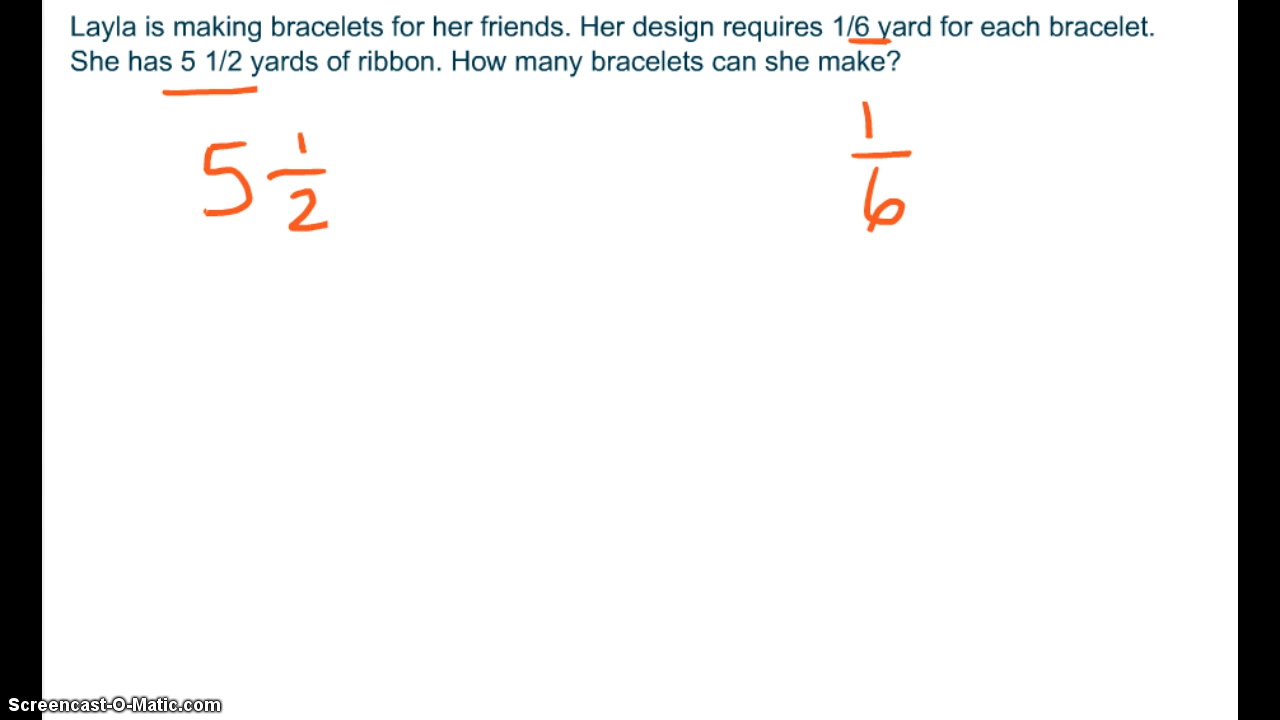 Layla is making bracelets for her friends. Her design requires 1/6 yard for each bracelet.
She has 5 1/2 yards of ribbon. How many bracelets can she make?
5 1/2
1/6
Screencast-O-Matic.com